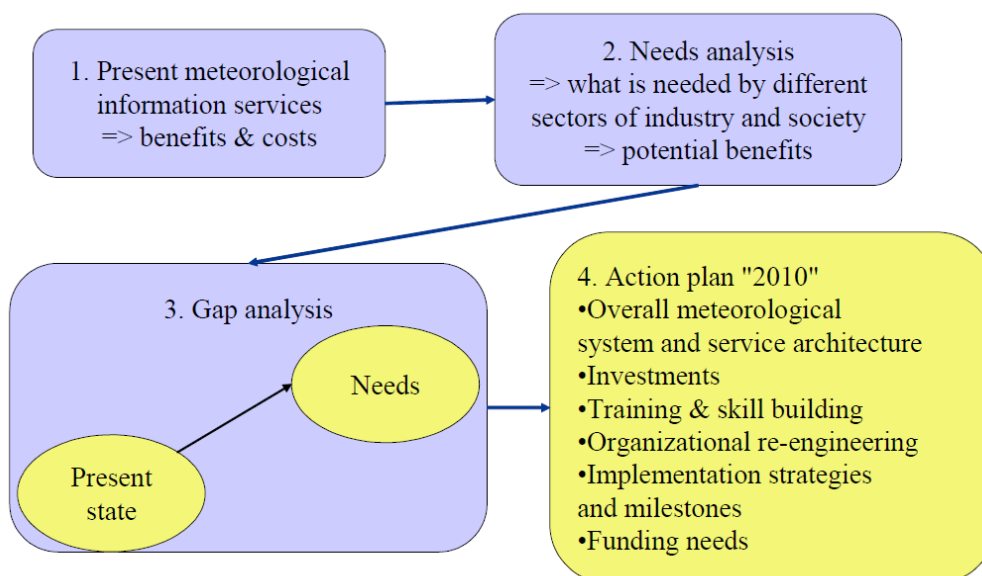 1. Present meteorological
information services
=> benefits & costs
2. Needs analysis
=> what is needed by different
sectors of industry and society
=> potential benefits
3. Gap analysis
Needs
Present
state
4. Action plan "2010"
•Overall meteorological
system and service architecture
•Investments
•Training & skill building
•Organizational re-engineering
•Implementation strategies
and milestones
•Funding needs